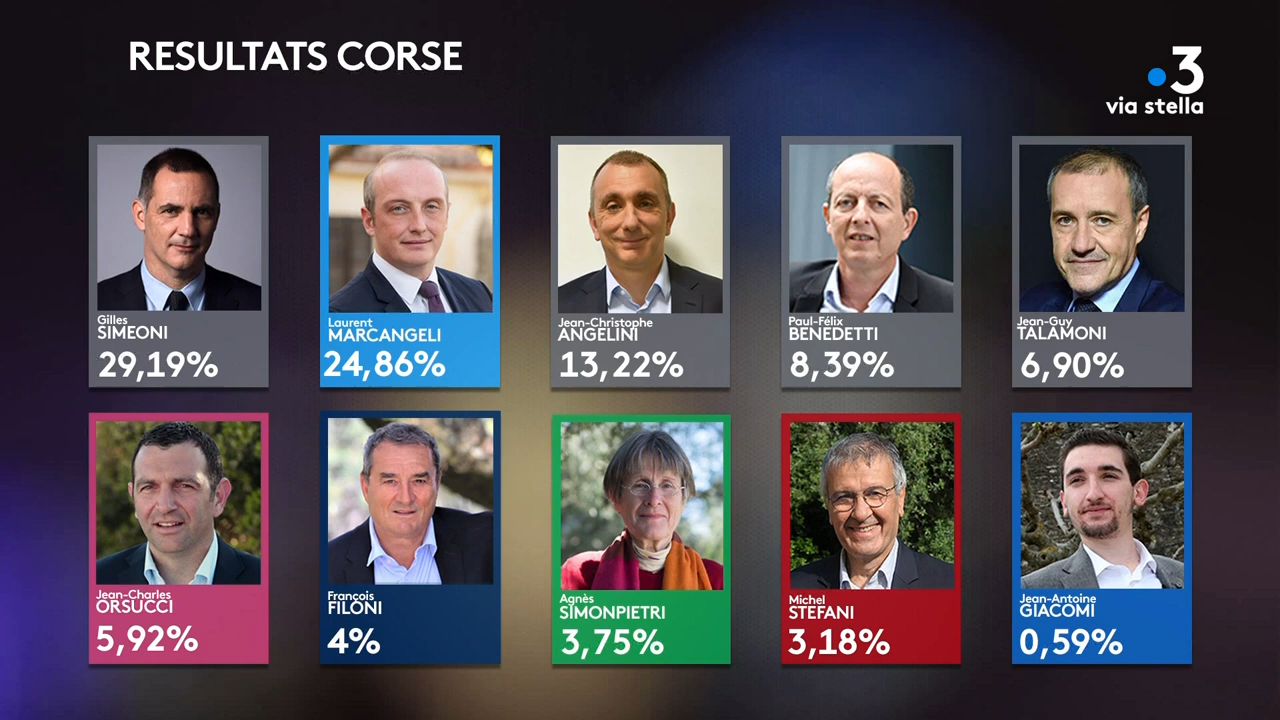 RESULTATS CORSE
3
via stella
Gilles
SIMEONI
29,19%
Laurent
MARCANGELI
24,86%
Jean-Christophe
ANGELINI
13,22%
Paul-Félix
BENEDETTI
8,39%
Jean-Guy
TALAMONI
6,90%
Jean-Charles
ORSUCCI
5,92%
François
FILONI
4%
Agnès
SIMONPIETRI
3,75%
Michel
STEFANI
3,18%
Jean-Antoine
GIACOMI
0,59%